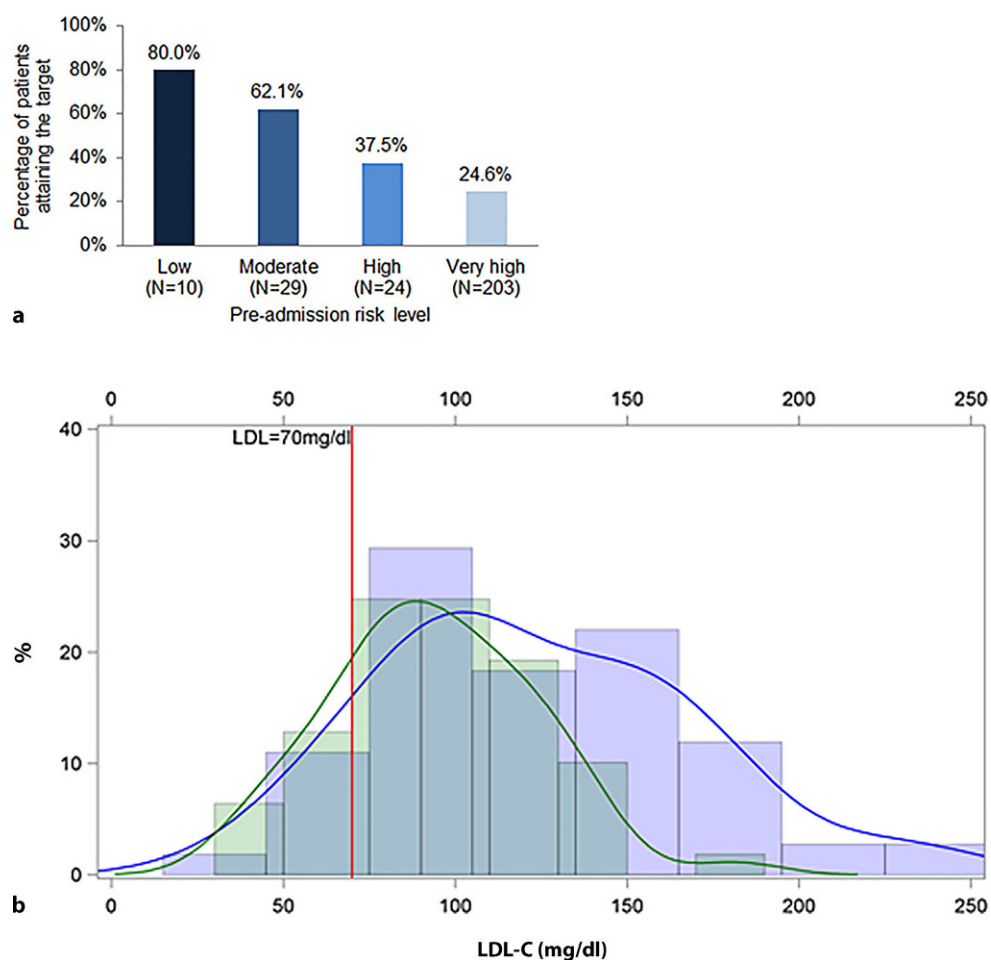 Percentage of patients
attaining the target
100%
80%
60%
40%
20%
0%
80.0%
62.1%
37.5%
24.6%
Low
(N=10)
Moderate
(N=29)
High
(N=24)
Very high
(N=203)
Pre-admission risk level
a
0 50 100 150 200 250
LDL=70mg/dl
%
40
30
20
10
0
0 50 100 150 200 250
b
LDL-C (mg/dl)